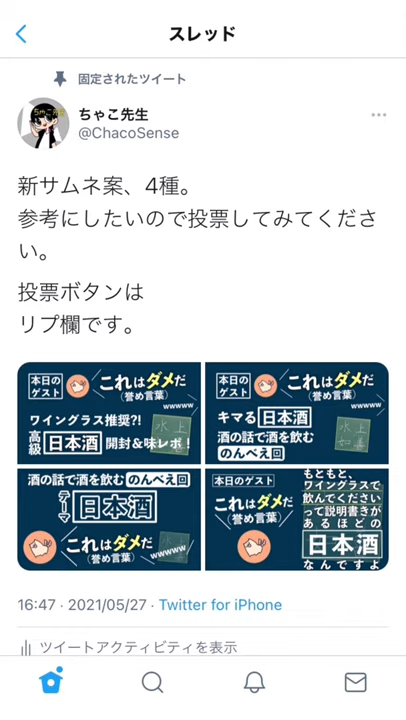 スレッド
固定されたツイート
ちゃこ先生
@ChacoSense
新サムネ案、4種。
参考にしたいので投票してみてくださ
い。
投票ボタンは
リプ欄です。
本日の
ゲスト
これはダメだ
(誉め言葉)
wwwww
ワイングラス推奨?!
高級
日本酒
開封&味レポ!
水上
如善
本日の
ゲスト
これはダメだ
(誉め言葉)
wwwww
キマる日本酒
酒の話で酒を飲む
のんべえ回
水上
如善
酒の話で酒を飲むのんべえ回
テーマ
日本酒
これはダメだ
(誉め言葉)
wwwww
本日のゲスト
これはダメだ
(誉め言葉)
もともと、
ワイングラスで
飲んでください
って説明書きが
あるほどの
日本酒
なんですよ
16:47 · 2021/05/27 · Twitter for iPhone
ツイートアクティビティを表示